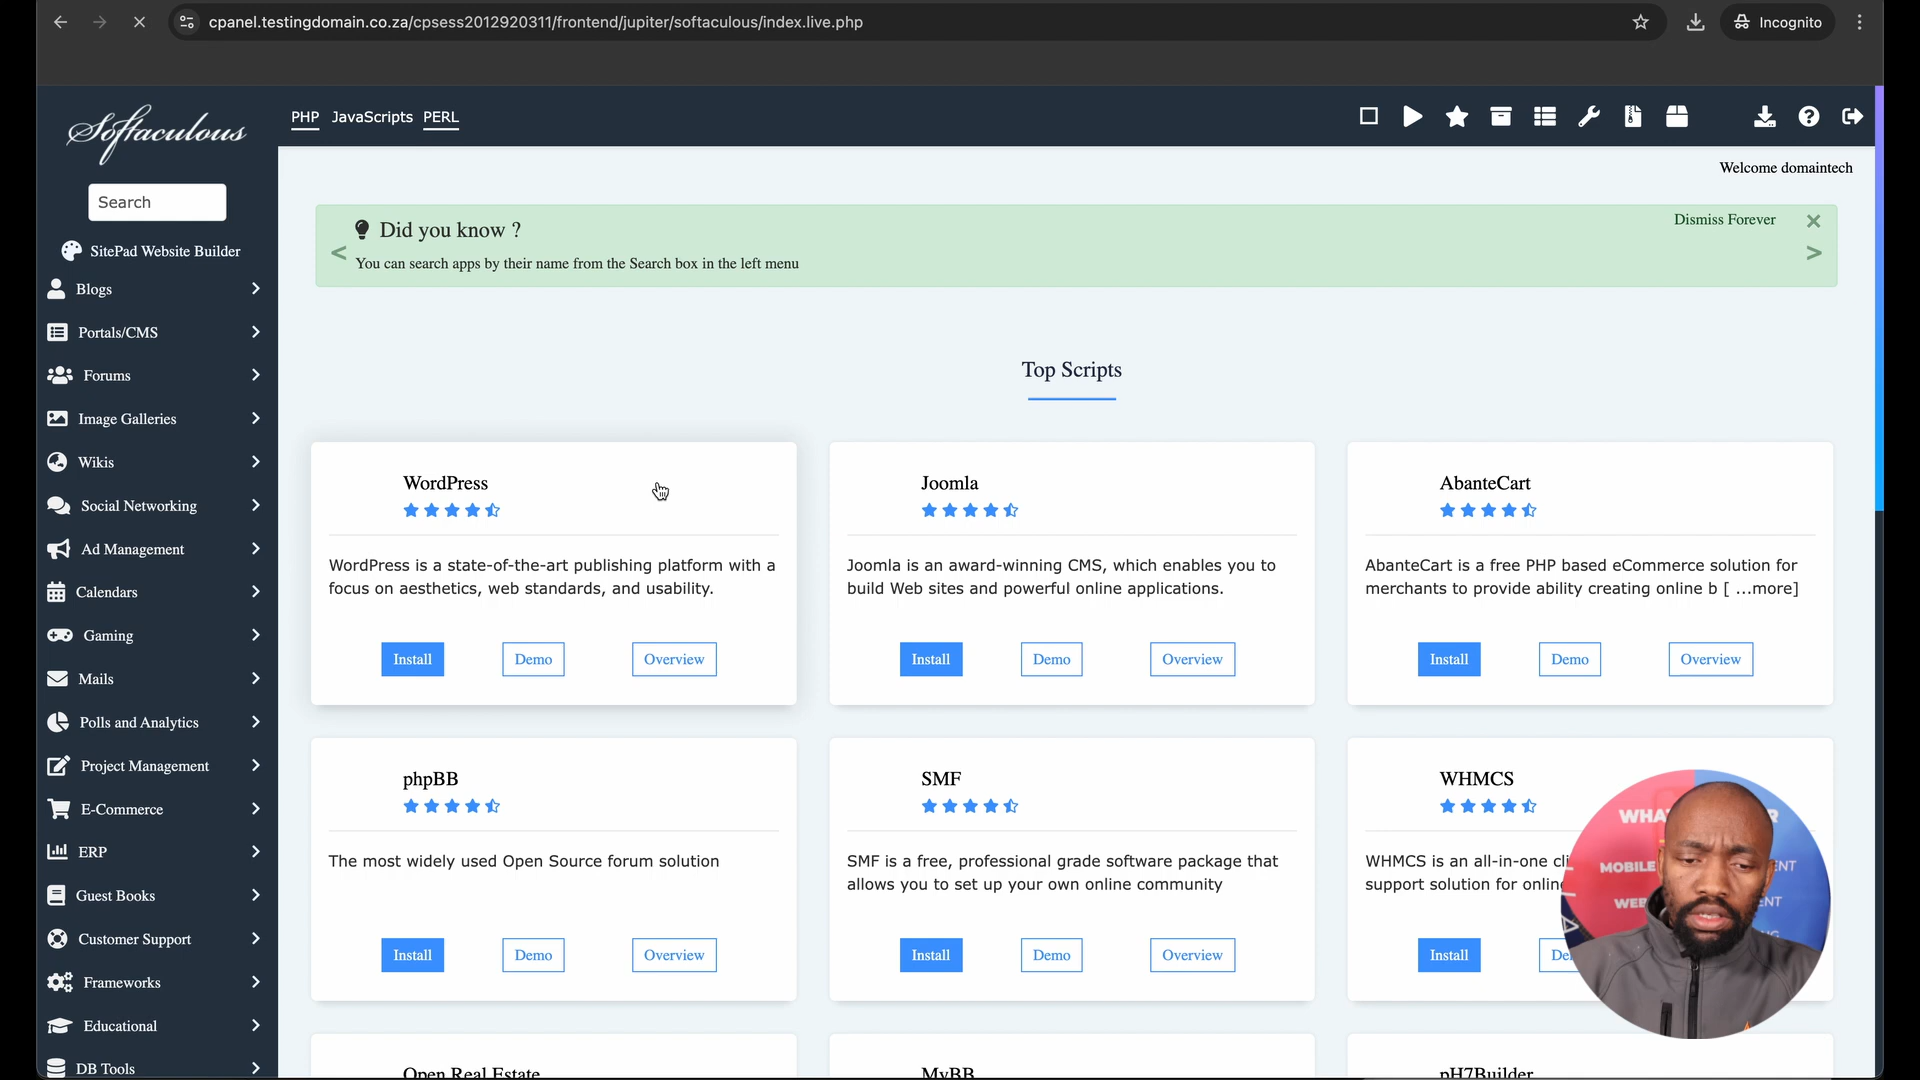 cpanel.testingdomain.co.za/cpsess2012920311/frontend/jupiter/softaculous/index.live.php
Incognito
Softaculous
PHP JavaScripts PERL
Welcome domaintech
Search
SitePad Website Builder
Blogs
Portals/CMS
Forums
Image Galleries
Wikis
Social Networking
Ad Management
Calendars
Gaming
Mails
Polls and Analytics
Project Management
E-Commerce
ERP
Guest Books
Customer Support
Frameworks
Educational
DB Tools
Did you know ?
Dismiss Forever
You can search apps by their name from the Search box in the left menu
Top Scripts
WordPress
WordPress is a state-of-the-art publishing platform with a
focus on aesthetics, web standards, and usability.
Install Demo Overview
Joomla
Joomla is an award-winning CMS, which enables you to
build Web sites and powerful online applications.
Install Demo Overview
AbanteCart
AbanteCart is a free PHP based eCommerce solution for
merchants to provide ability creating online b [ ...more]
Install Demo Overview
phpBB
The most widely used Open Source forum solution
Install Demo Overview
SMF
SMF is a free, professional grade software package that
allows you to set up your own online community
Install Demo Overview
WHMCS
WHMCS is an all-in-one cli
support solution for onlin
Install De
Open Real Estate
MyBB
pH7Builder
WHA
MOBILE
WEB